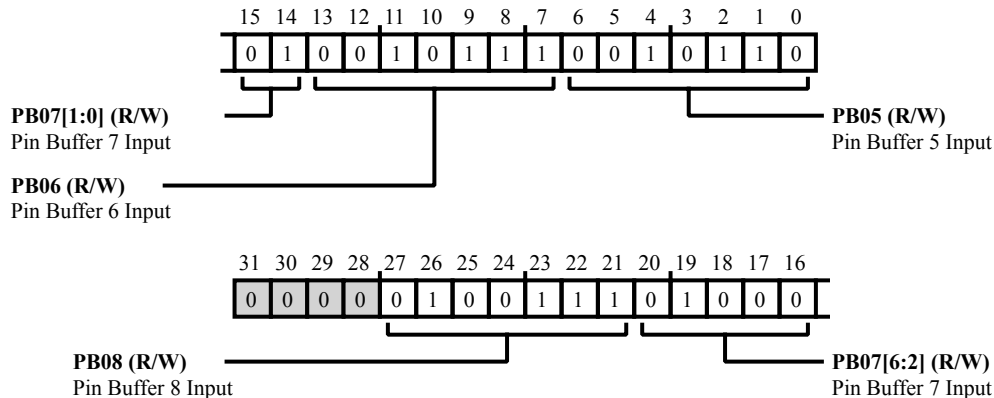 15 14 13 12 11 10 9 8 7 6 5 4 3 2 1 0
0 1 0 0 1 0 1 1 1 0 0 1 0 1 1 0
PB07[1:0] (R/W)
Pin Buffer 7 Input
PB05 (R/W)
Pin Buffer 5 Input
PB06 (R/W)
Pin Buffer 6 Input
31 30 29 28 27 26 25 24 23 22 21 20 19 18 17 16
0 0 0 0 0 1 0 0 1 1 1 0 1 0 0 0
PB08 (R/W)
Pin Buffer 8 Input
PB07[6:2] (R/W)
Pin Buffer 7 Input